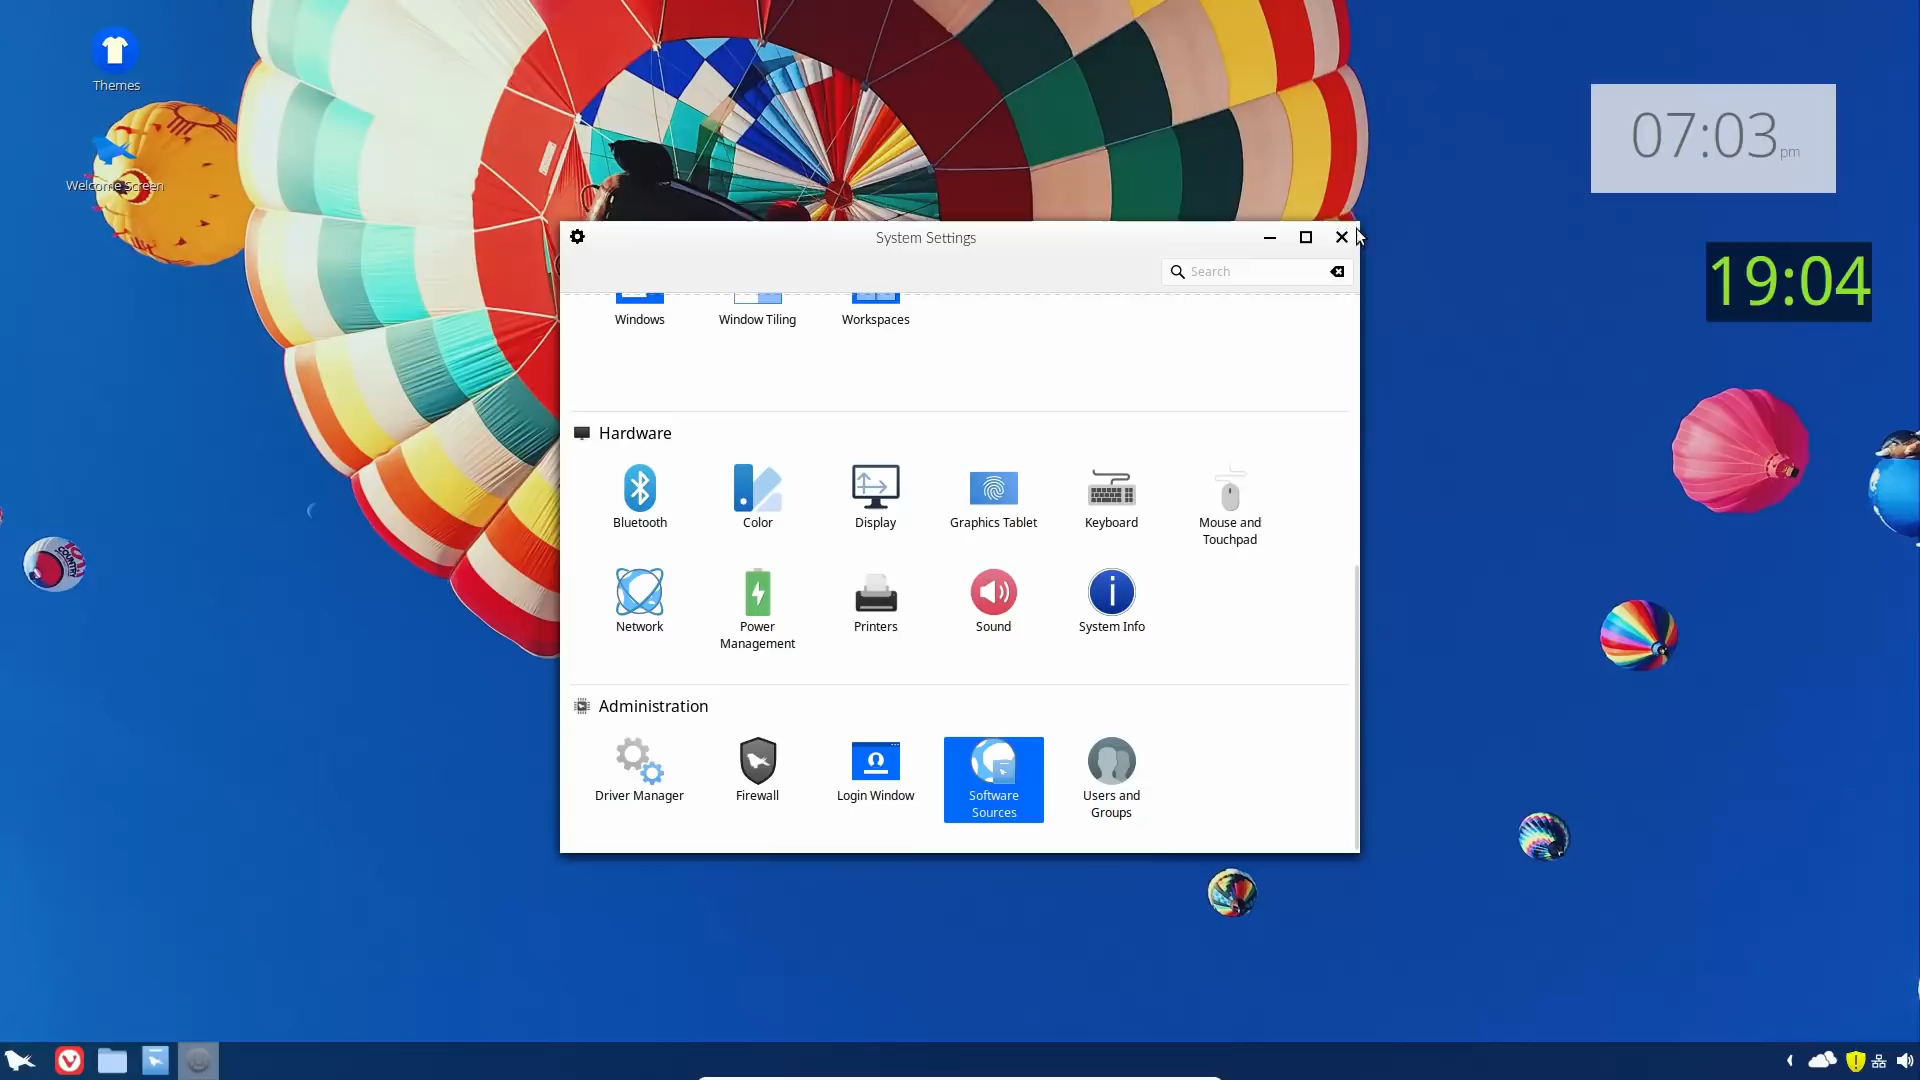 Themes
Welcome Screen
07:03 pm
19:04
System Settings
Search
Windows
Window Tiling
Workspaces
Hardware
Bluetooth
Color
Display
Graphics Tablet
Keyboard
Mouse and
Touchpad
Network
Power
Management
Printers
Sound
System Info
Administration
Driver Manager
Firewall
Login Window
Software
Sources
Users and
Groups